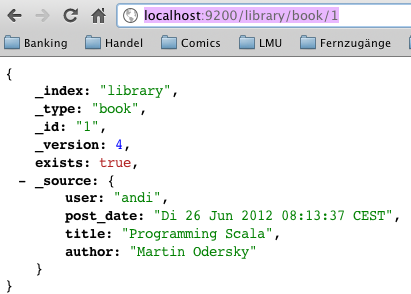 localhost:9200/library/book/1
Banking Handel Comics LMU Fernzugänge
{
_index: "library",
_type: "book",
_id: "1",
_version: 4,
exists: true,
- _source: {
user: "andi",
post_date: "Di 26 Jun 2012 08:13:37 CEST",
title: "Programming Scala",
author: "Martin Odersky"
}
}